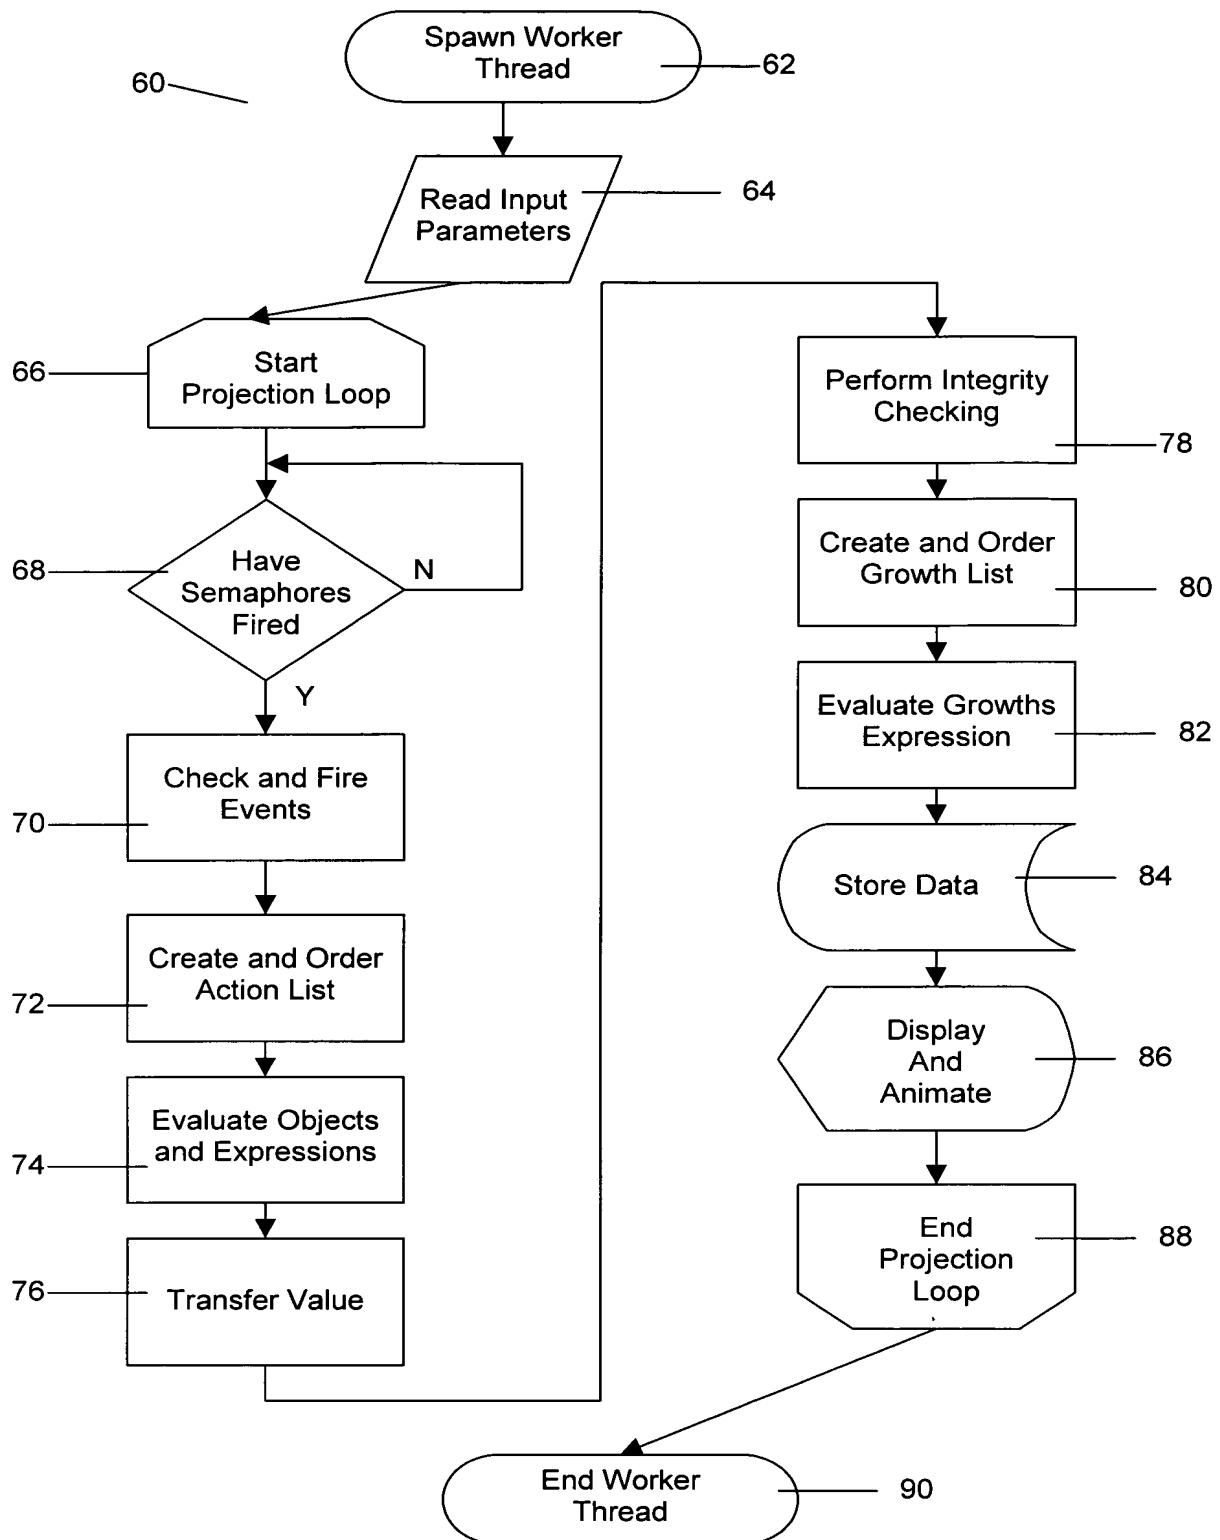 Spawn Worker
Thread
62
60
Read Input
Parameters
64
Start
Projection Loop
66
Have
Semaphores
Fired
68
N
Y
Check and Fire
Events
70
Create and Order
Action List
72
Evaluate Objects
and Expressions
74
Transfer Value
76
Perform Integrity
Checking
78
Create and Order
Growth List
80
Evaluate Growths
Expression
82
Store Data
84
Display
And
Animate
86
End
Projection
Loop
88
End Worker
Thread
90